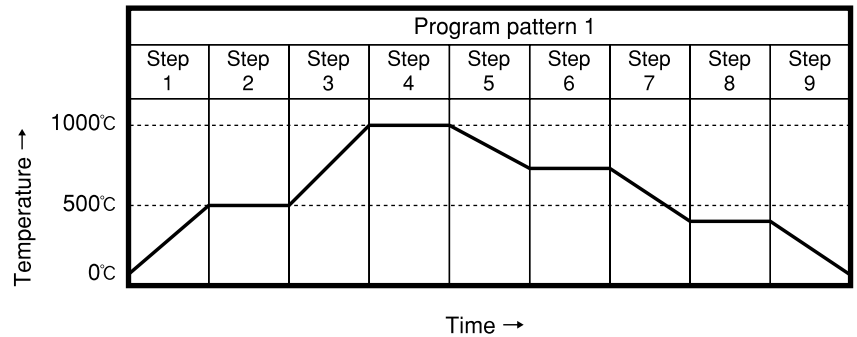 Program pattern 1
Step 1
Step 2
Step 3
Step 4
Step 5
Step 6
Step 7
Step 8
Step 9
1000℃
500℃
0℃
Temperature →
Time →